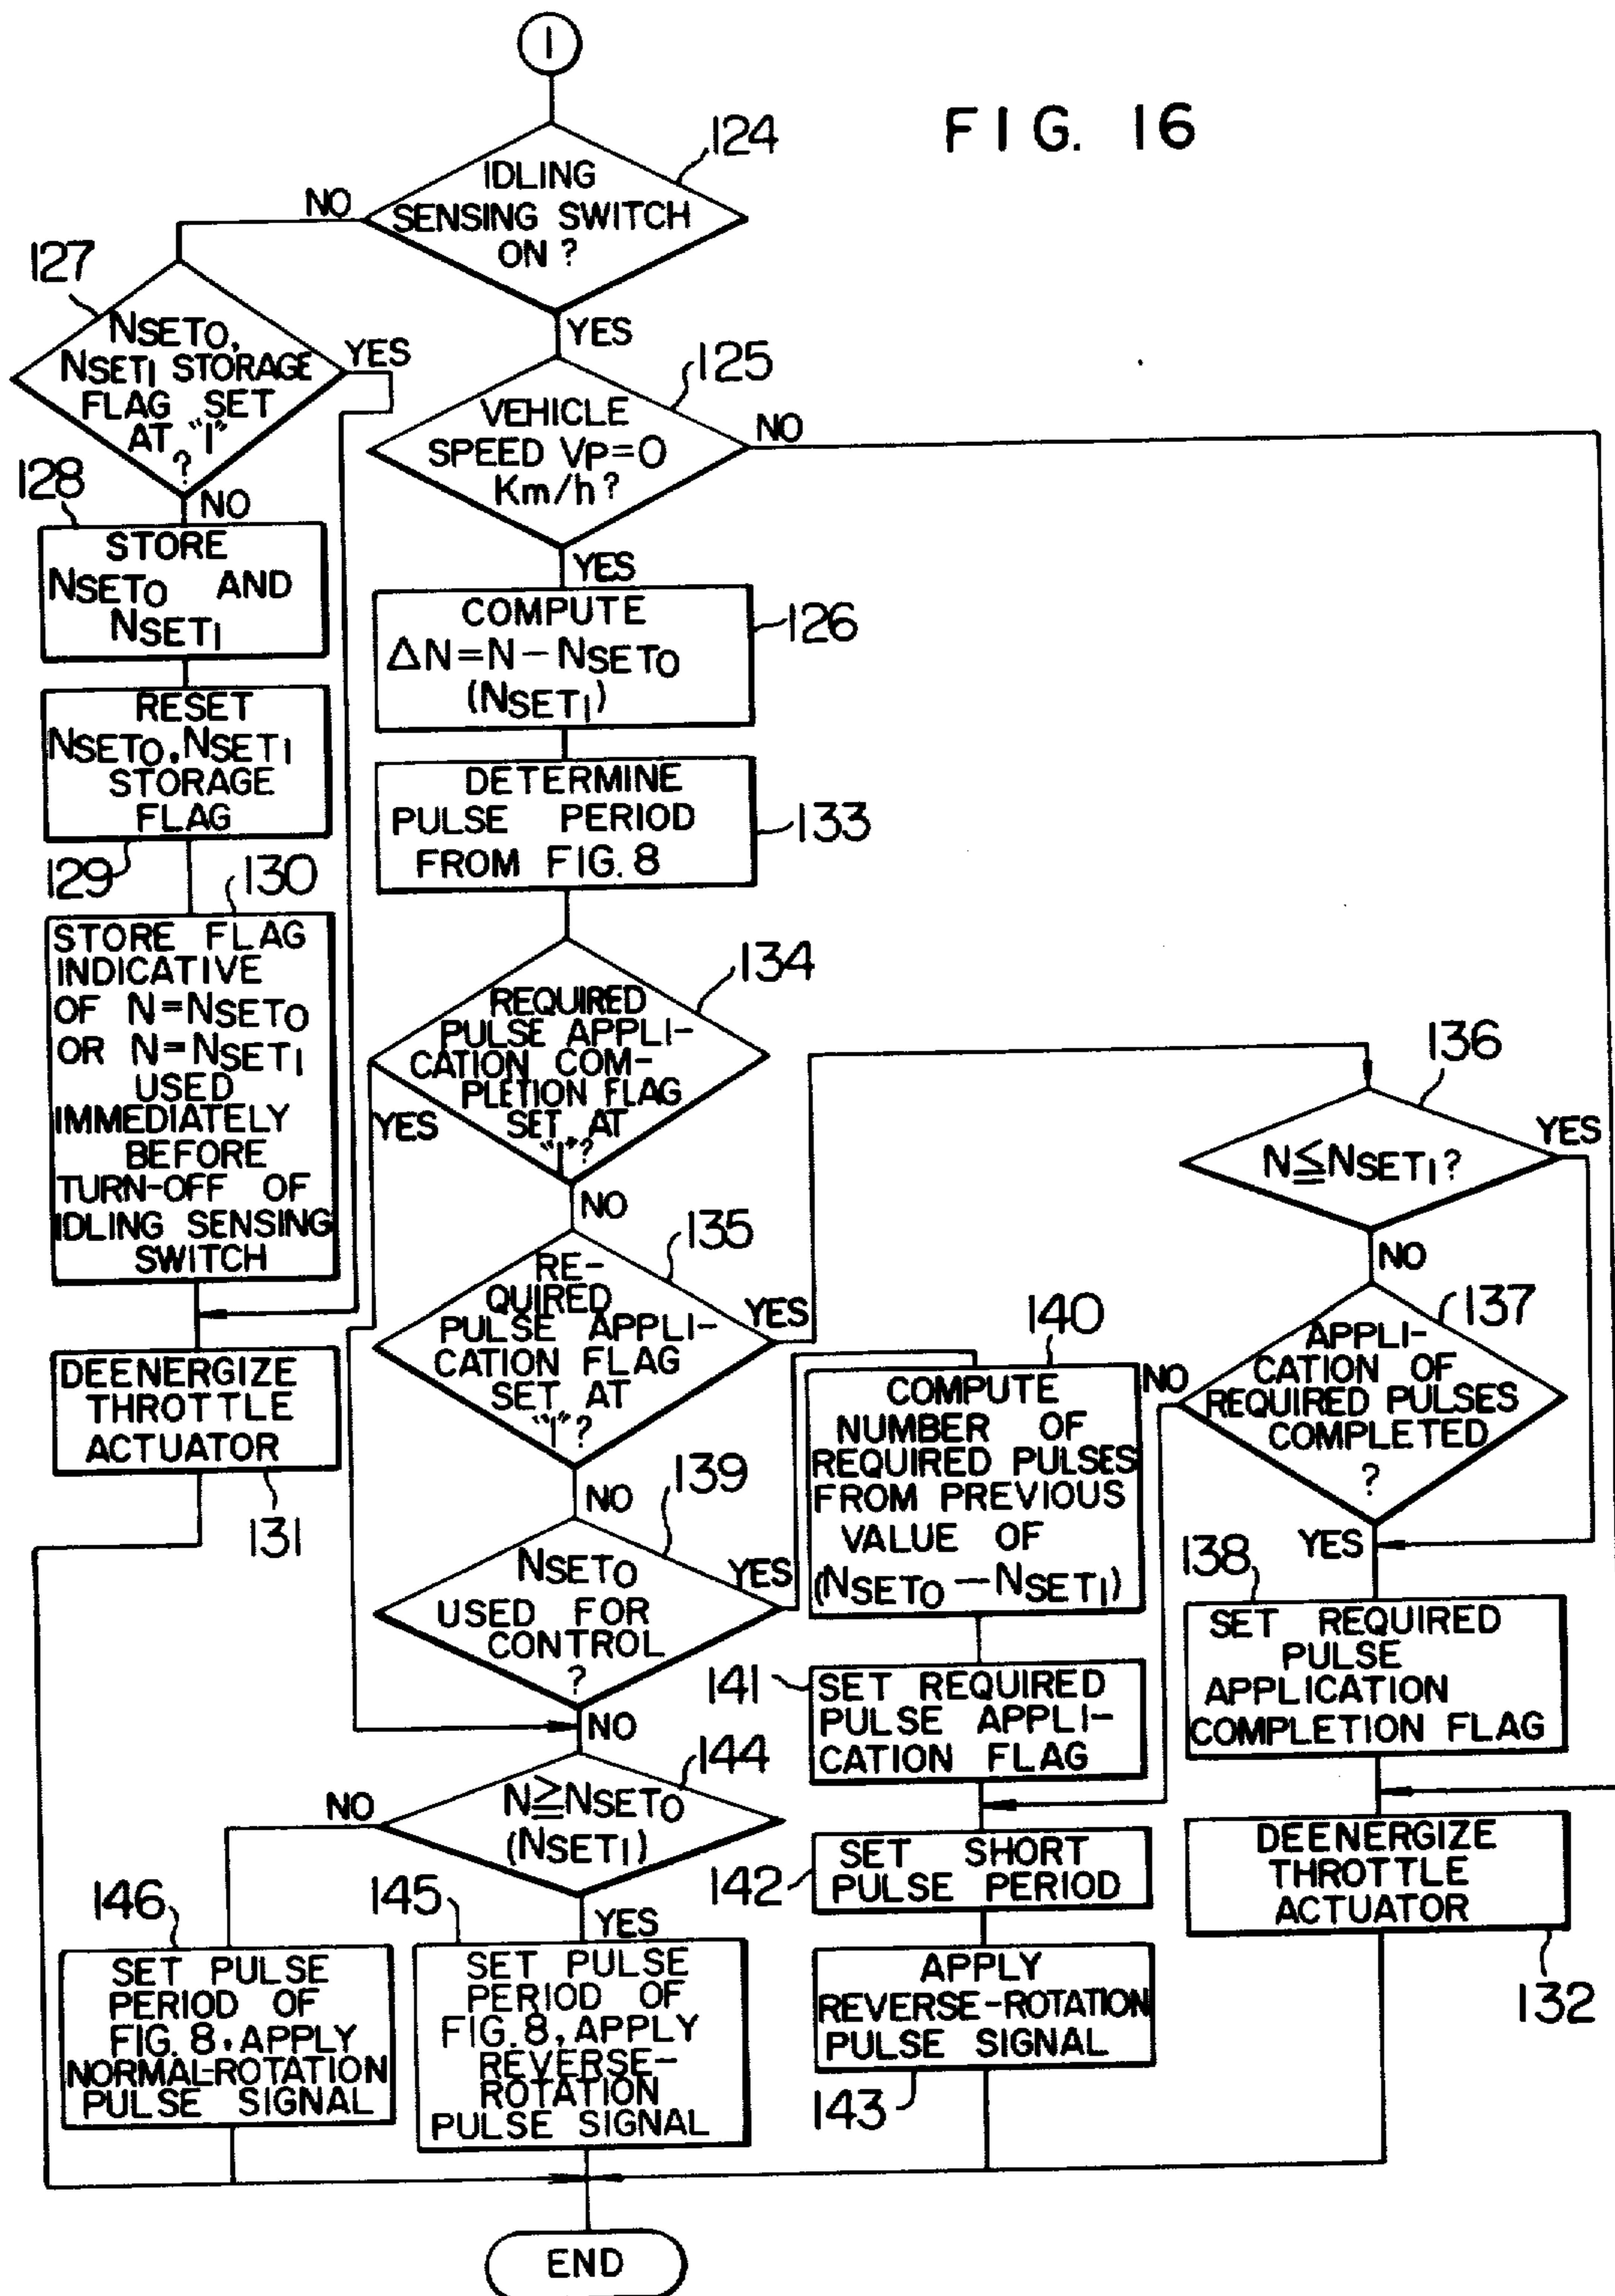 1
FIG. 16
124
IDLING
SENSING SWITCH
ON ?
NO
YES
127
NSET0,
NSET1 STORAGE
FLAG SET
AT "1"
?
YES
NO
125
VEHICLE
SPEED VP=0
Km/h?
NO
YES
128
STORE
NSET0 AND
NSET1
COMPUTE
ΔN=N-NSET0
(NSET1)
126
RESET
NSET0,NSET1
STORAGE
FLAG
129
DETERMINE
PULSE PERIOD
FROM FIG.8
133
130
STORE FLAG
INDICATIVE
OF N=NSET0
OR N=NSET1
USED
IMMEDIATELY
BEFORE
TURN-OFF OF
IDLING SENSING
SWITCH
134
REQUIRED
PULSE APPLI-
CATION COM-
PLETION FLAG
SET AT
"1"?
YES
NO
136
N≦NSET1?
YES
NO
135
RE-
QUIRED
PULSE APPLI-
CATION FLAG
SET AT
"1"?
YES
NO
137
APPLI-
CATION OF
REQUIRED PULSES
COMPLETED
?
NO
YES
DEENERGIZE
THROTTLE
ACTUATOR
131
140
COMPUTE
NUMBER OF
REQUIRED PULSES
FROM PREVIOUS
VALUE OF
(NSET0-NSET1)
139
NSET0
USED FOR
CONTROL
?
YES
NO
138
SET REQUIRED
PULSE
APPLICATION
COMPLETION FLAG
141
SET REQUIRED
PULSE APPLI-
CATION FLAG
144
N≧NSET0
(NSET1)
NO
YES
142
SET SHORT
PULSE PERIOD
DEENERGIZE
THROTTLE
ACTUATOR
132
146
SET PULSE
PERIOD OF
FIG.8,APPLY
NORMAL-ROTATION
PULSE SIGNAL
145
SET PULSE
PERIOD OF
FIG.8,APPLY
REVERSE-
ROTATION
PULSE SIGNAL
APPLY
REVERSE-ROTATION
PULSE SIGNAL
143
END